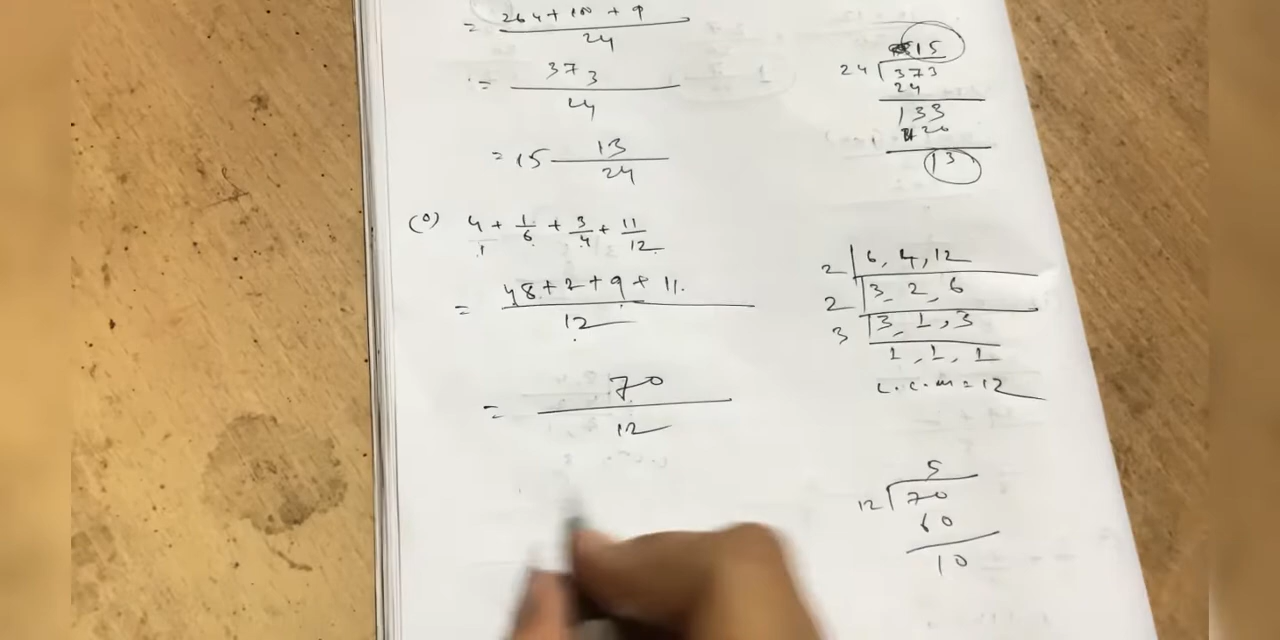 = 264 + 100 + 9
24
= 373
24
= 15 13
24
15
24 373
24
133
120
13
(o) 4/1 + 1/6 + 3/4 + 11/12
= 48 + 2 + 9 + 11
12
= 70
12
2 6, 4, 12
2 3, 2, 6
3 3, 1, 3
1, 1, 1
L.C.M = 12
5
12 70
60
10